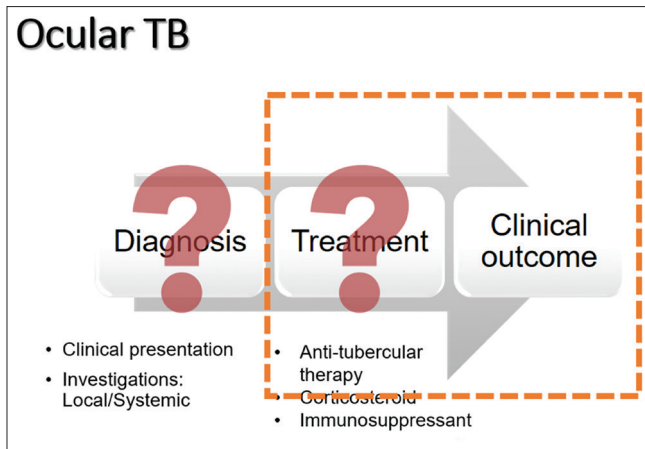 Ocular TB
?
?
Diagnosis
Treatment
Clinical
outcome
• Clinical presentation
• Investigations:
Local/Systemic
• Anti-tubercular
therapy
• Corticosteroid
• Immunosuppressant